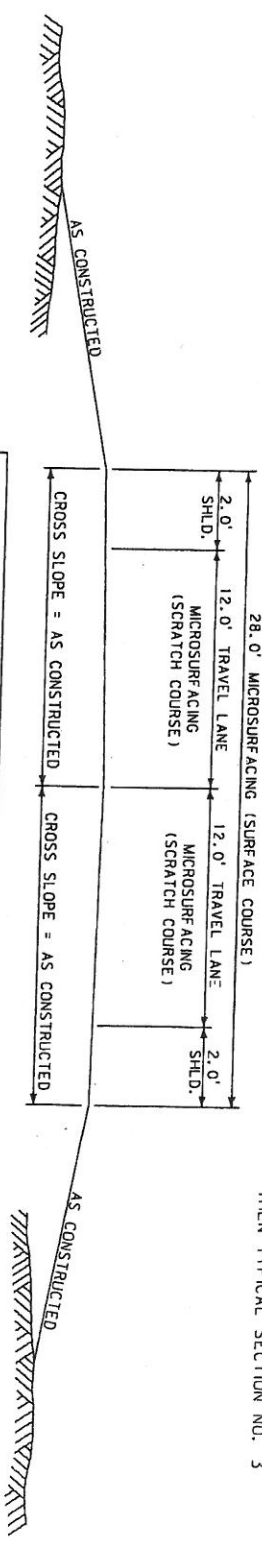 THEN TYPICAL SECTION NO. 3
28.0' MICROSURFACING (SURFACE COURSE)
2.0'
SHLD.
12.0' TRAVEL LANE
12.0' TRAVEL LANE
2.0'
SHLD.
MICROSURFACING
(SCRATCH COURSE)
MICROSURFACING
(SCRATCH COURSE)
AS CONSTRUCTED
AS CONSTRUCTED
CROSS SLOPE = AS CONSTRUCTED
CROSS SLOPE = AS CONSTRUCTED